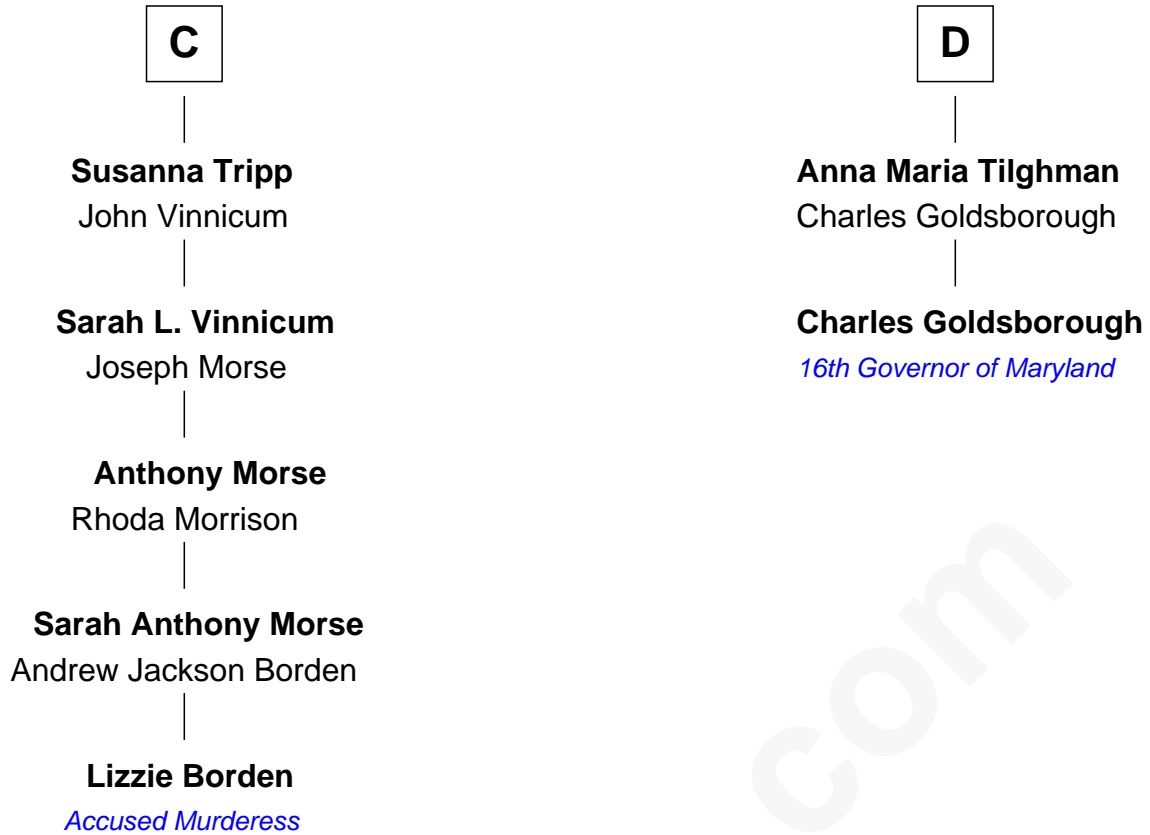 C
Susanna Tripp
John Vinnicum
Sarah L. Vinnicum
Joseph Morse
Anthony Morse
Rhoda Morrison
Sarah Anthony Morse
Andrew Jackson Borden
Lizzie Borden
Accused Murderess
D
Anna Maria Tilghman
Charles Goldsborough
Charles Goldsborough
16th Governor of Maryland
com